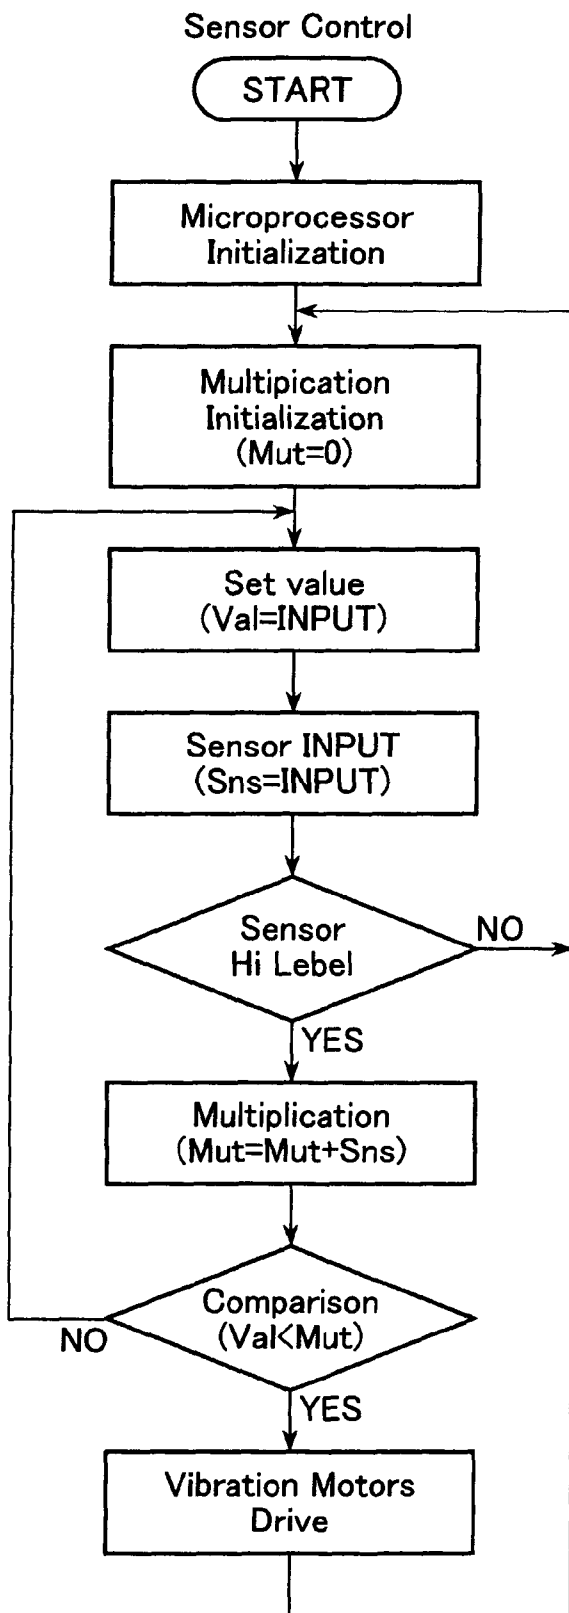 Sensor Control
START
Microprocessor
Initialization
Multipication
Initialization
(Mut=0)
Set value
(Val=INPUT)
Sensor INPUT
(Sns=INPUT)
Sensor
Hi Lebel
NO
YES
Multiplication
(Mut=Mut+Sns)
Comparison
(Val<Mut)
NO
YES
Vibration Motors
Drive